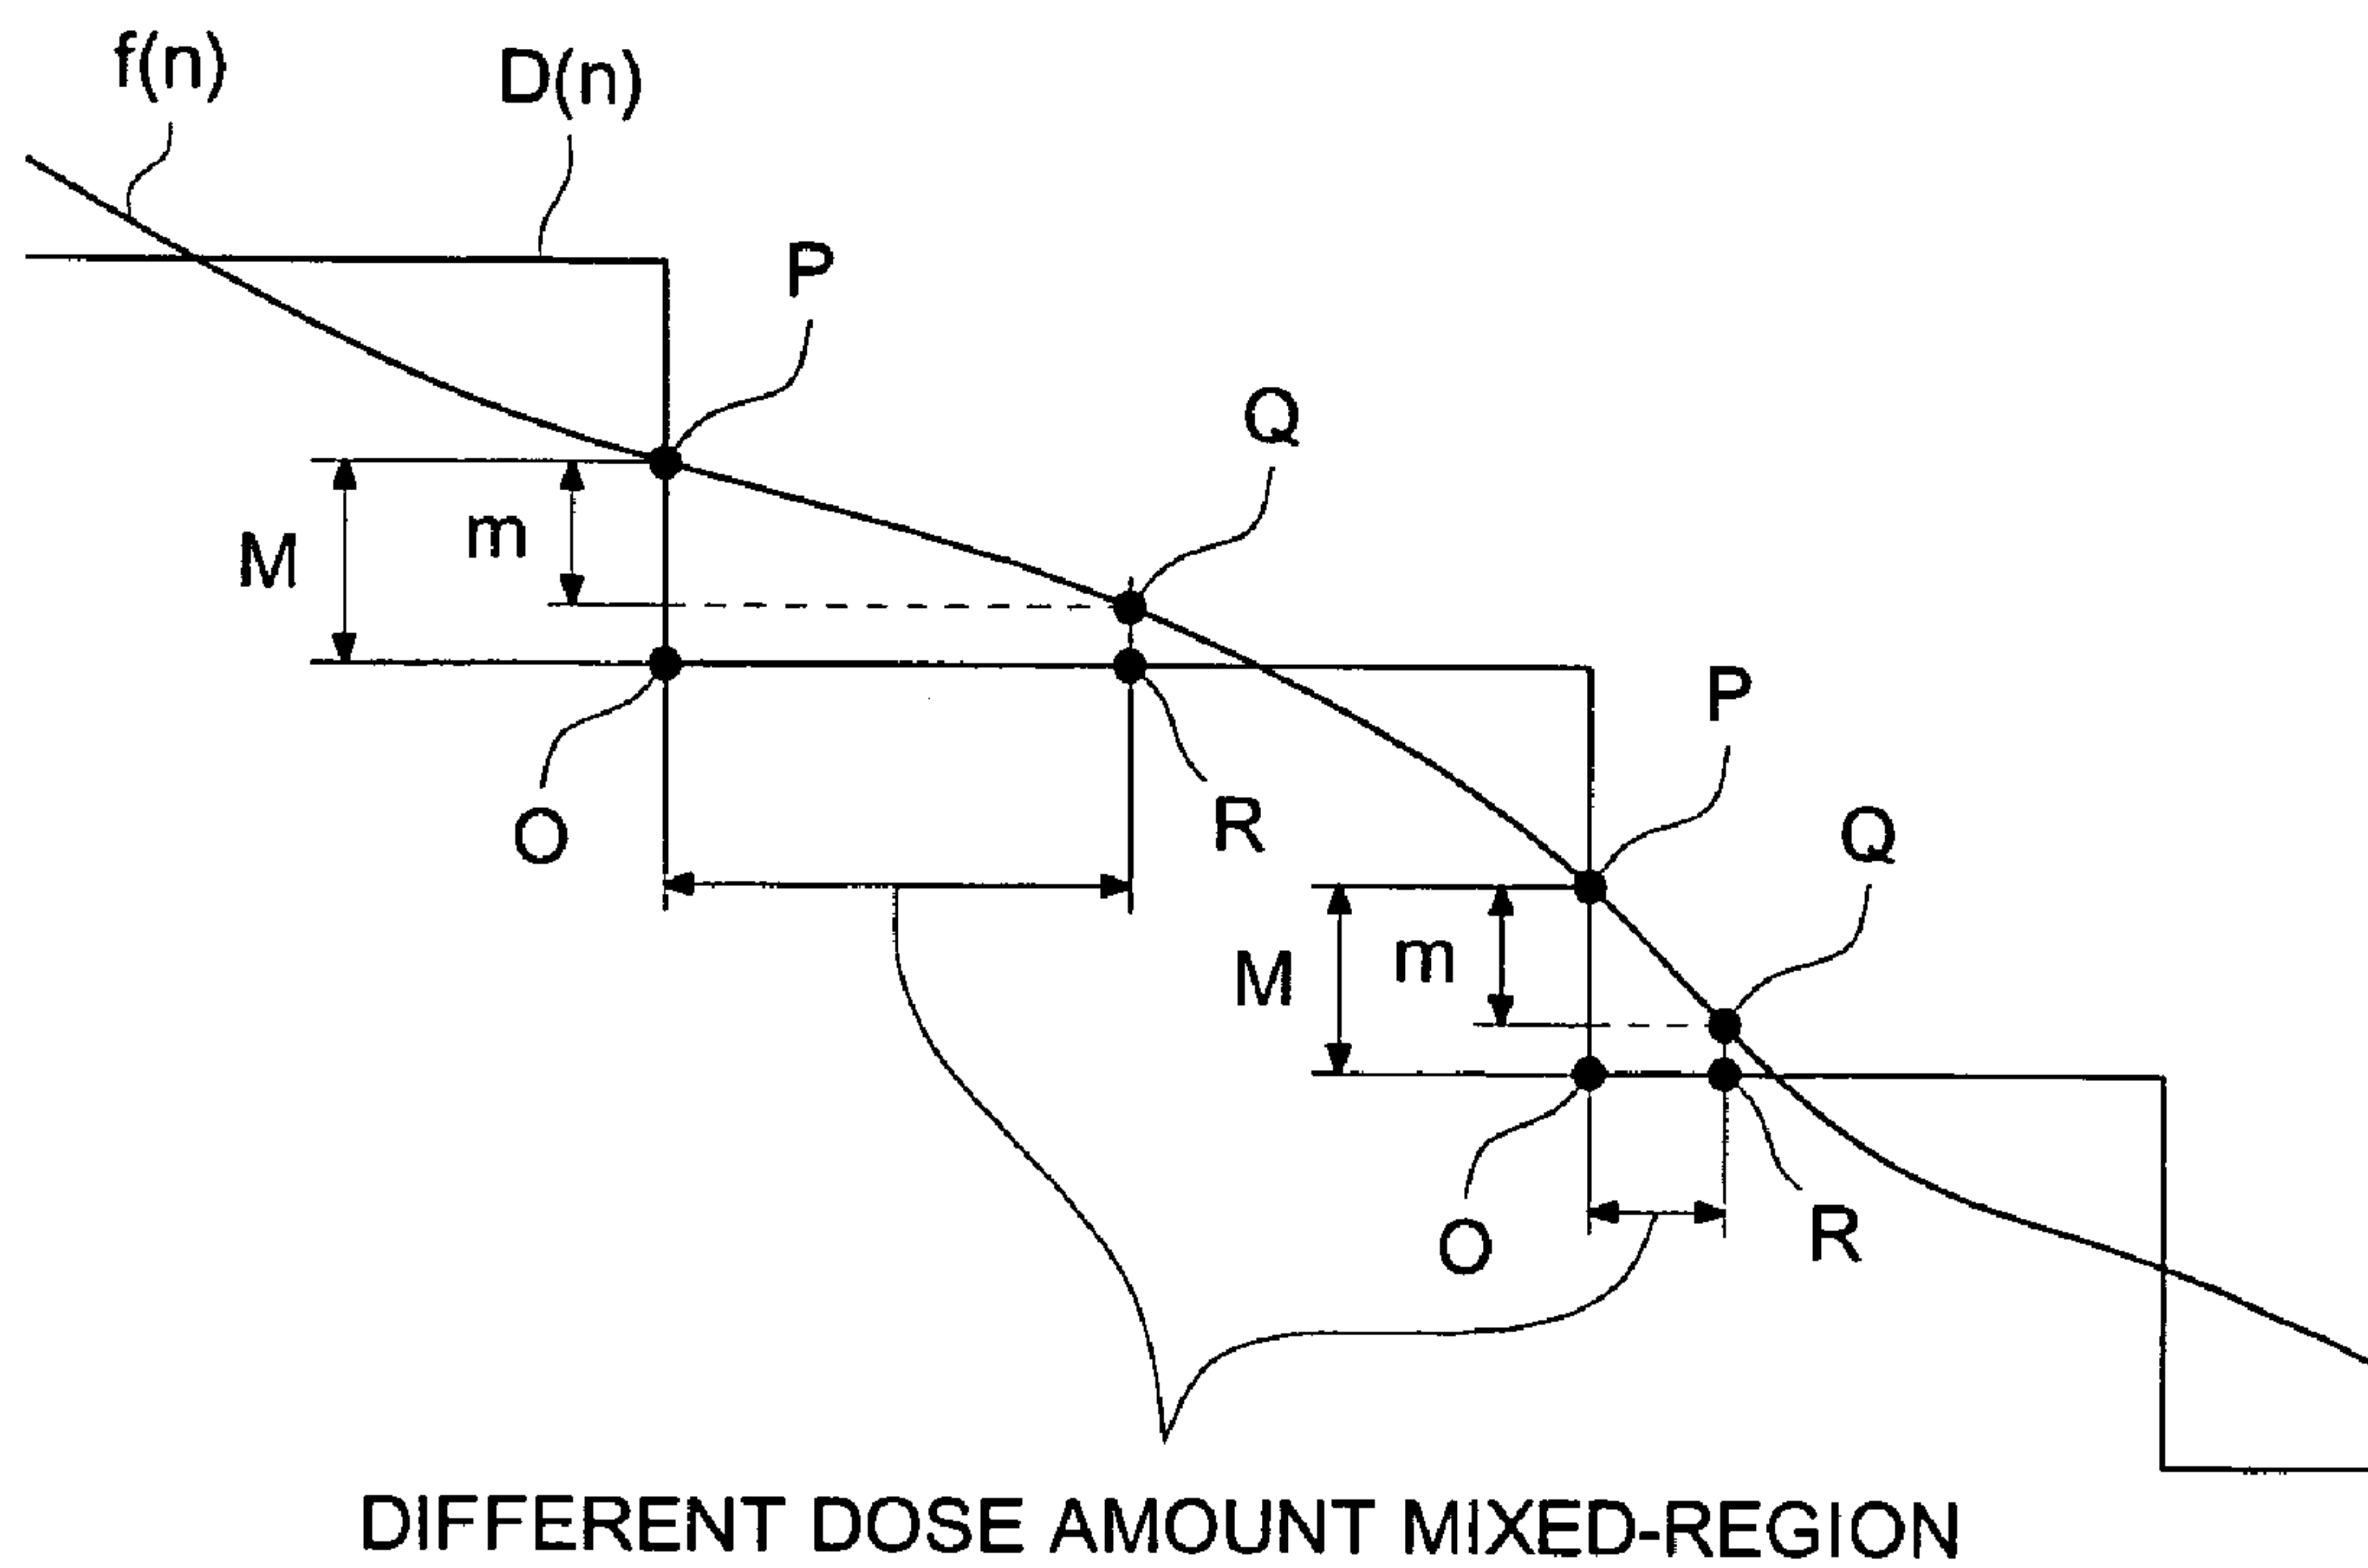 f(n)
D(n)
P
Q
M
m
P
O
R
Q
M
m
O
R
DIFFERENT DOSE AMOUNT MIXED-REGION